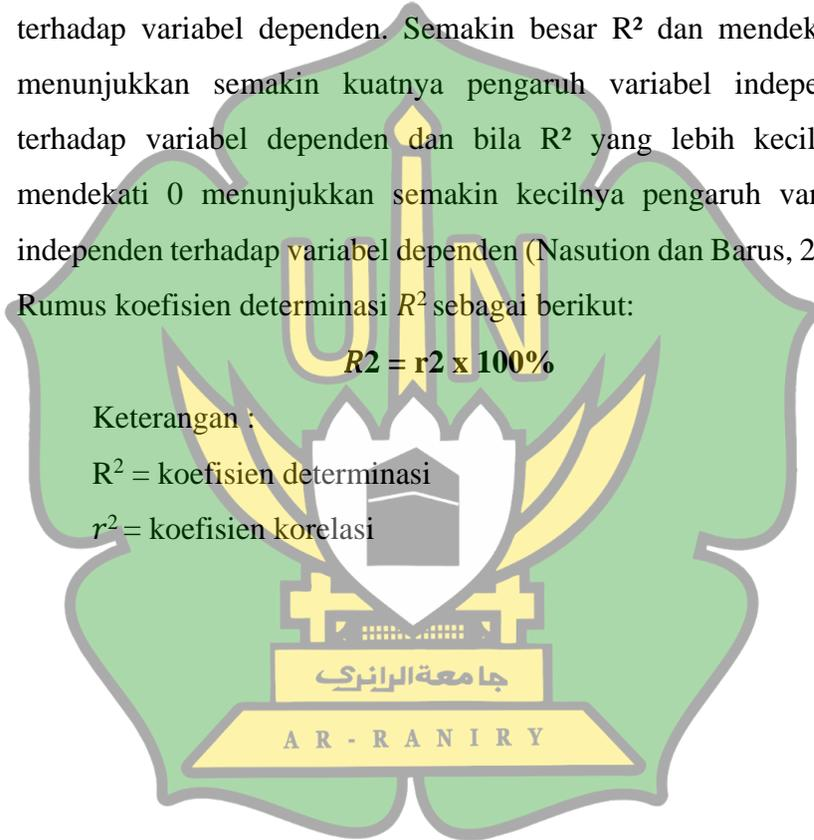 terhadap variabel dependen. Semakin besar R² dan mendek
menunjukkan semakin kuatnya pengaruh variabel indepe
terhadap variabel dependen dan bila R² yang lebih kecil
mendekati 0 menunjukkan semakin kecilnya pengaruh var
independen terhadap variabel dependen (Nasution dan Barus, 2
Rumus koefisien determinasi R² sebagai berikut:
UIN
R2 = r2 x 100%
Keterangan :
R² = koefisien determinasi
r² = koefisien korelasi
جامعة الرانري
AR-RANIRY